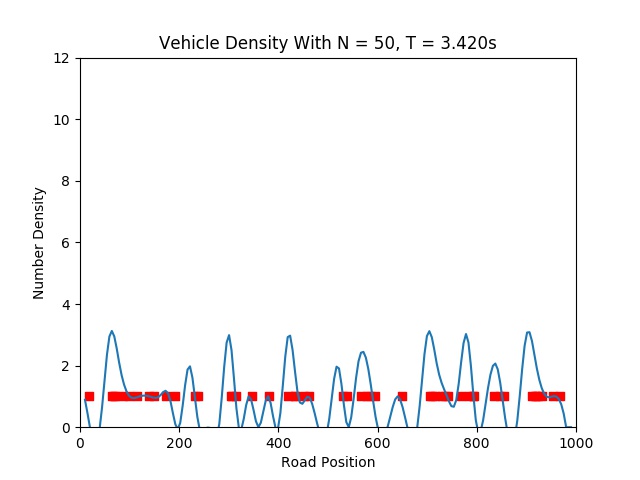 Vehicle Density With N = 50, T = 3.420s
12
10
8
6
4
2
0
Number Density
0 200 400 600 800 1000
Road Position